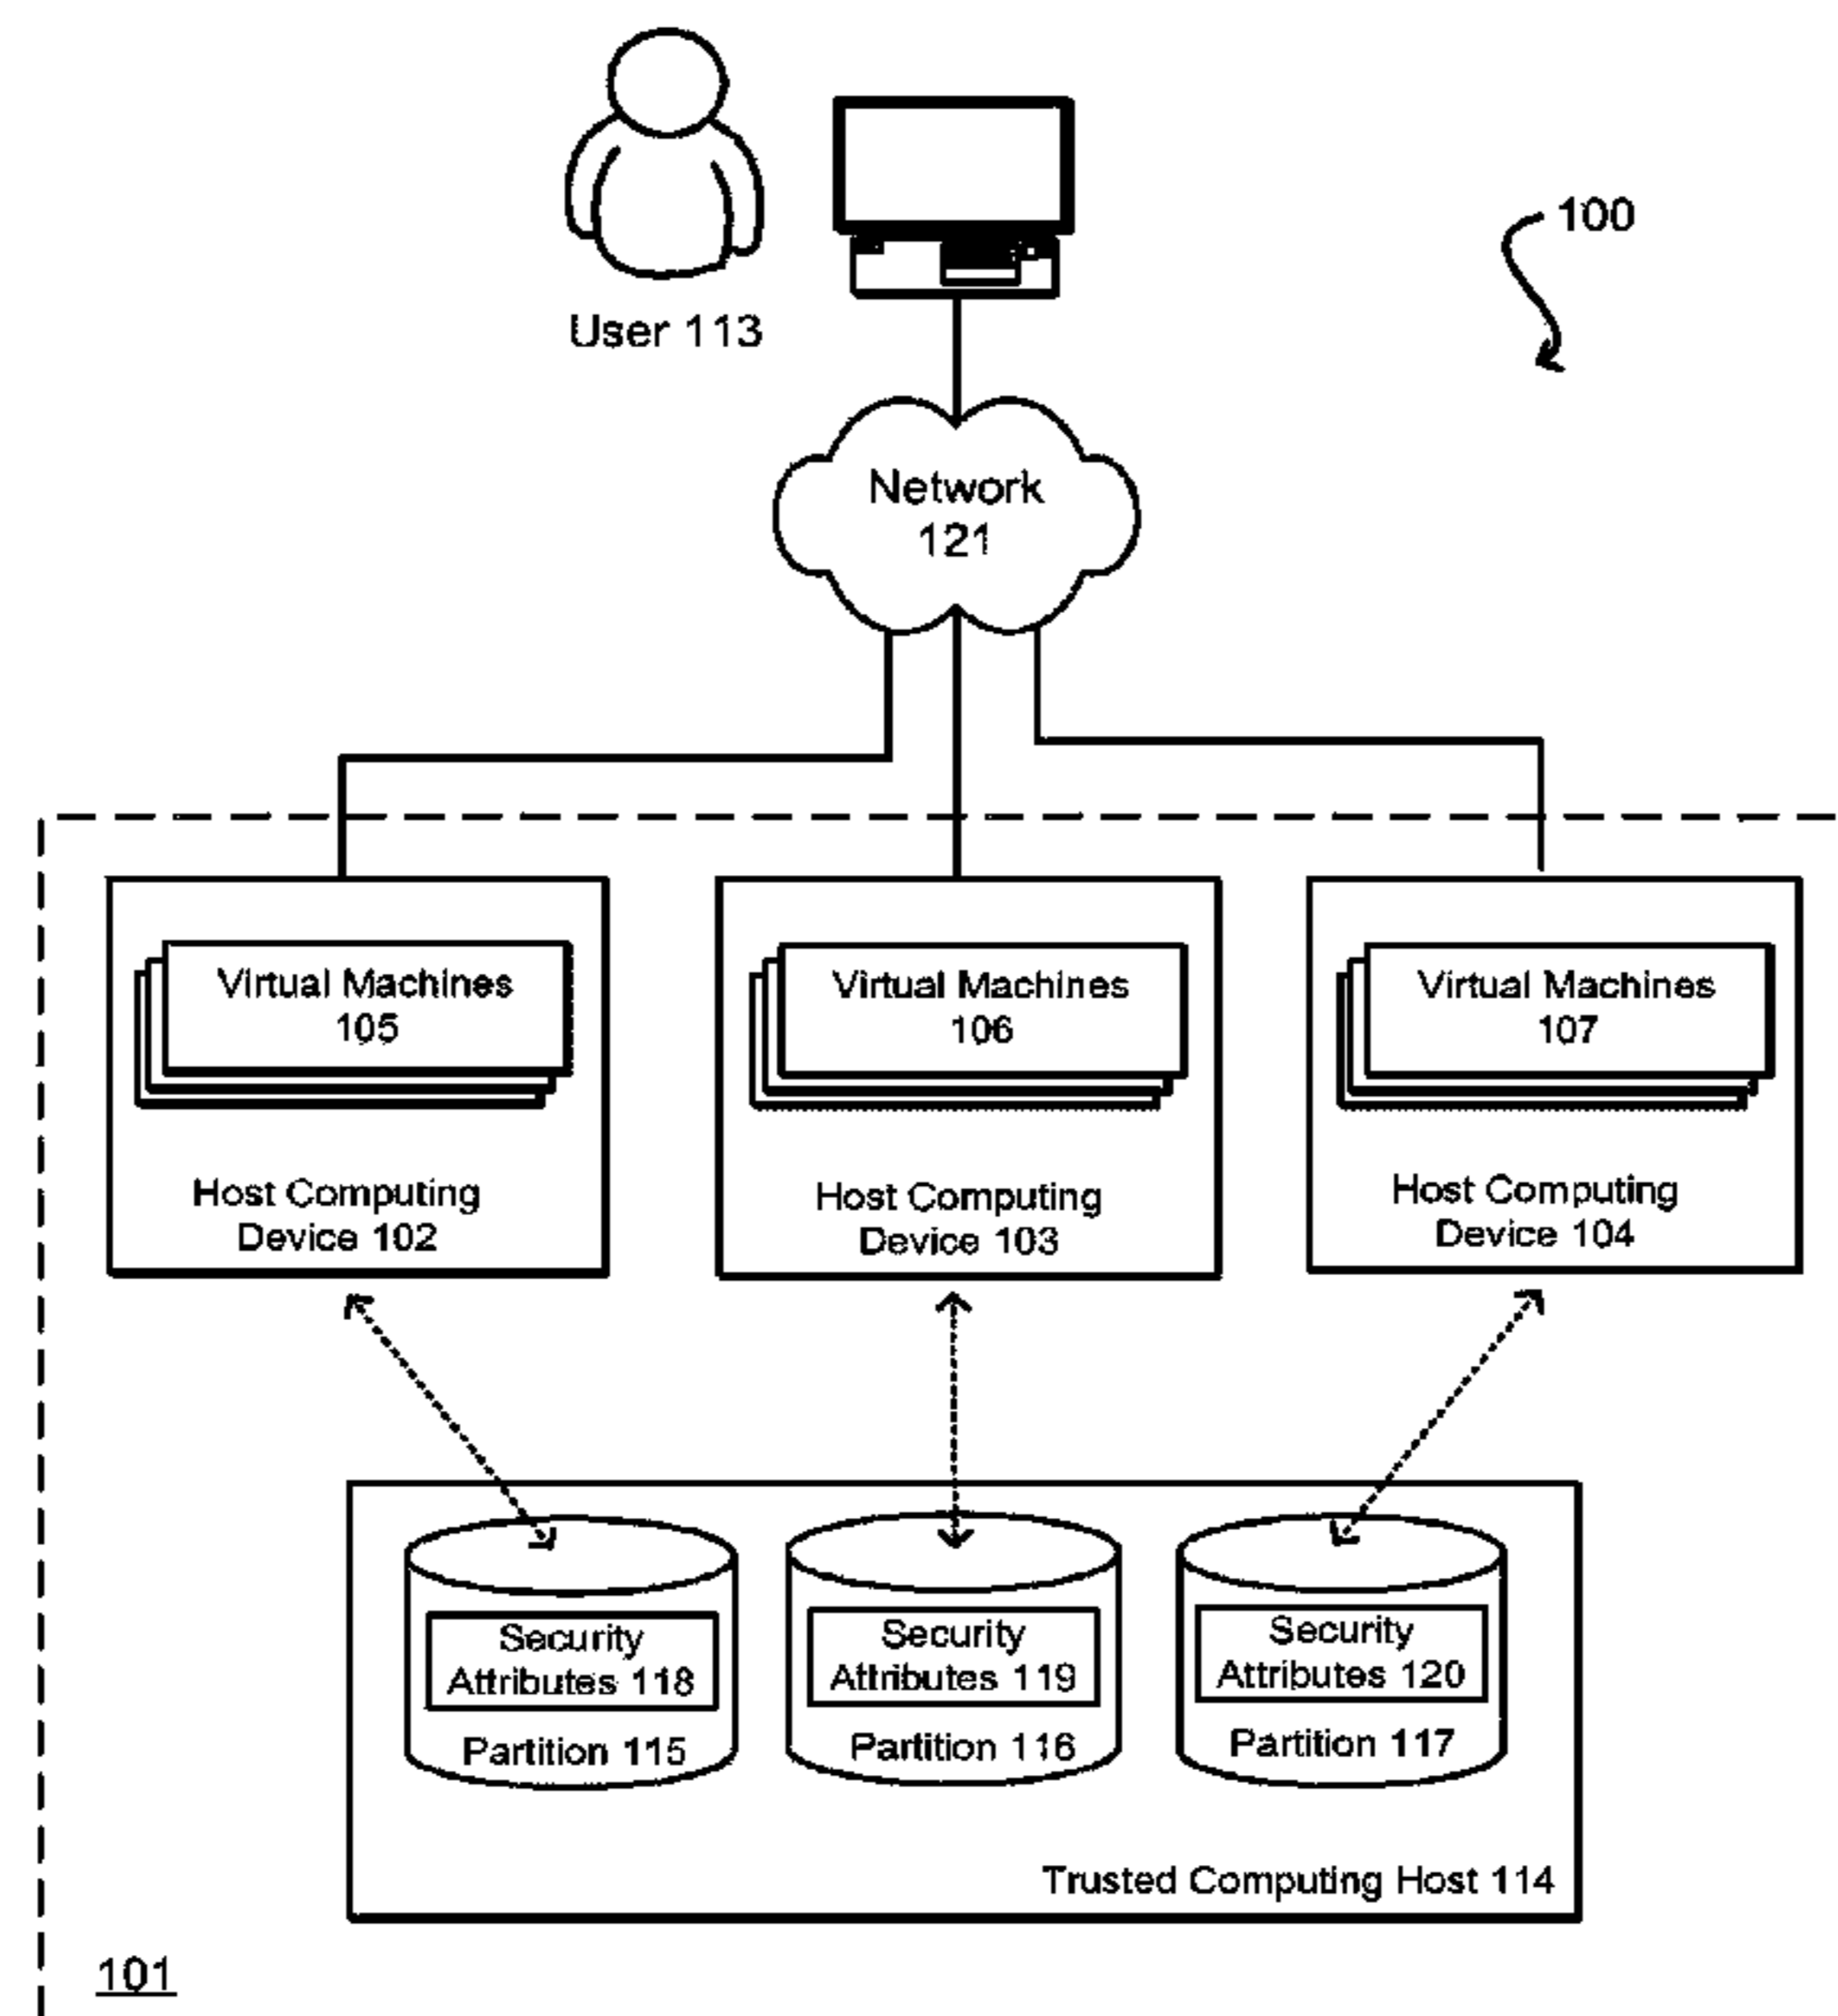 100
User 113
Network
121
Virtual Machines
105
Virtual Machines
106
Virtual Machines
107
Host Computing
Device 102
Host Computing
Device 103
Host Computing
Device 104
Security
Attributes 118
Security
Attributes 119
Security
Attributes 120
Partition 115
Partition 116
Partition 117
Trusted Computing Host 114
101